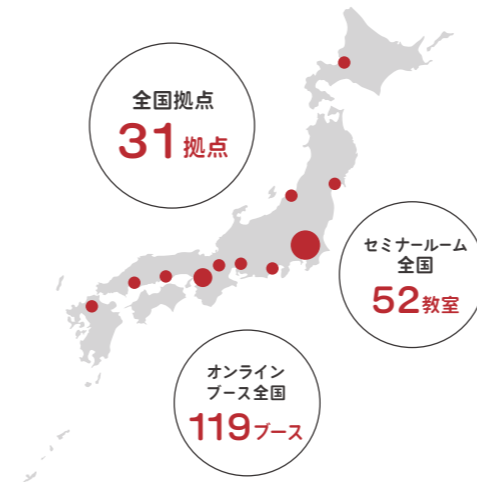 全国拠点
31拠点
セミナールーム
全国
52教室
オンライン
ブース全国
119ブース